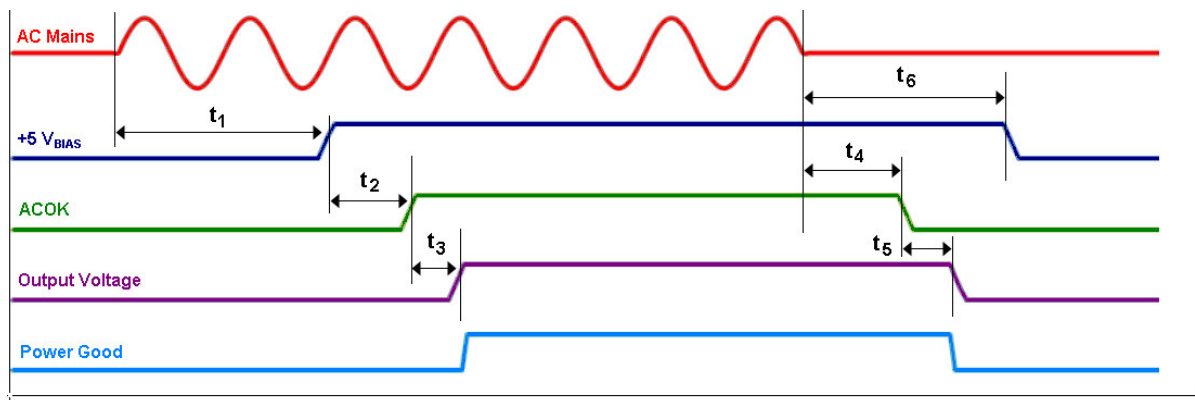 AC Mains
t6
t1
+5 VBIAS
t4
t2
ACOK
t3
t5
Output Voltage
Power Good